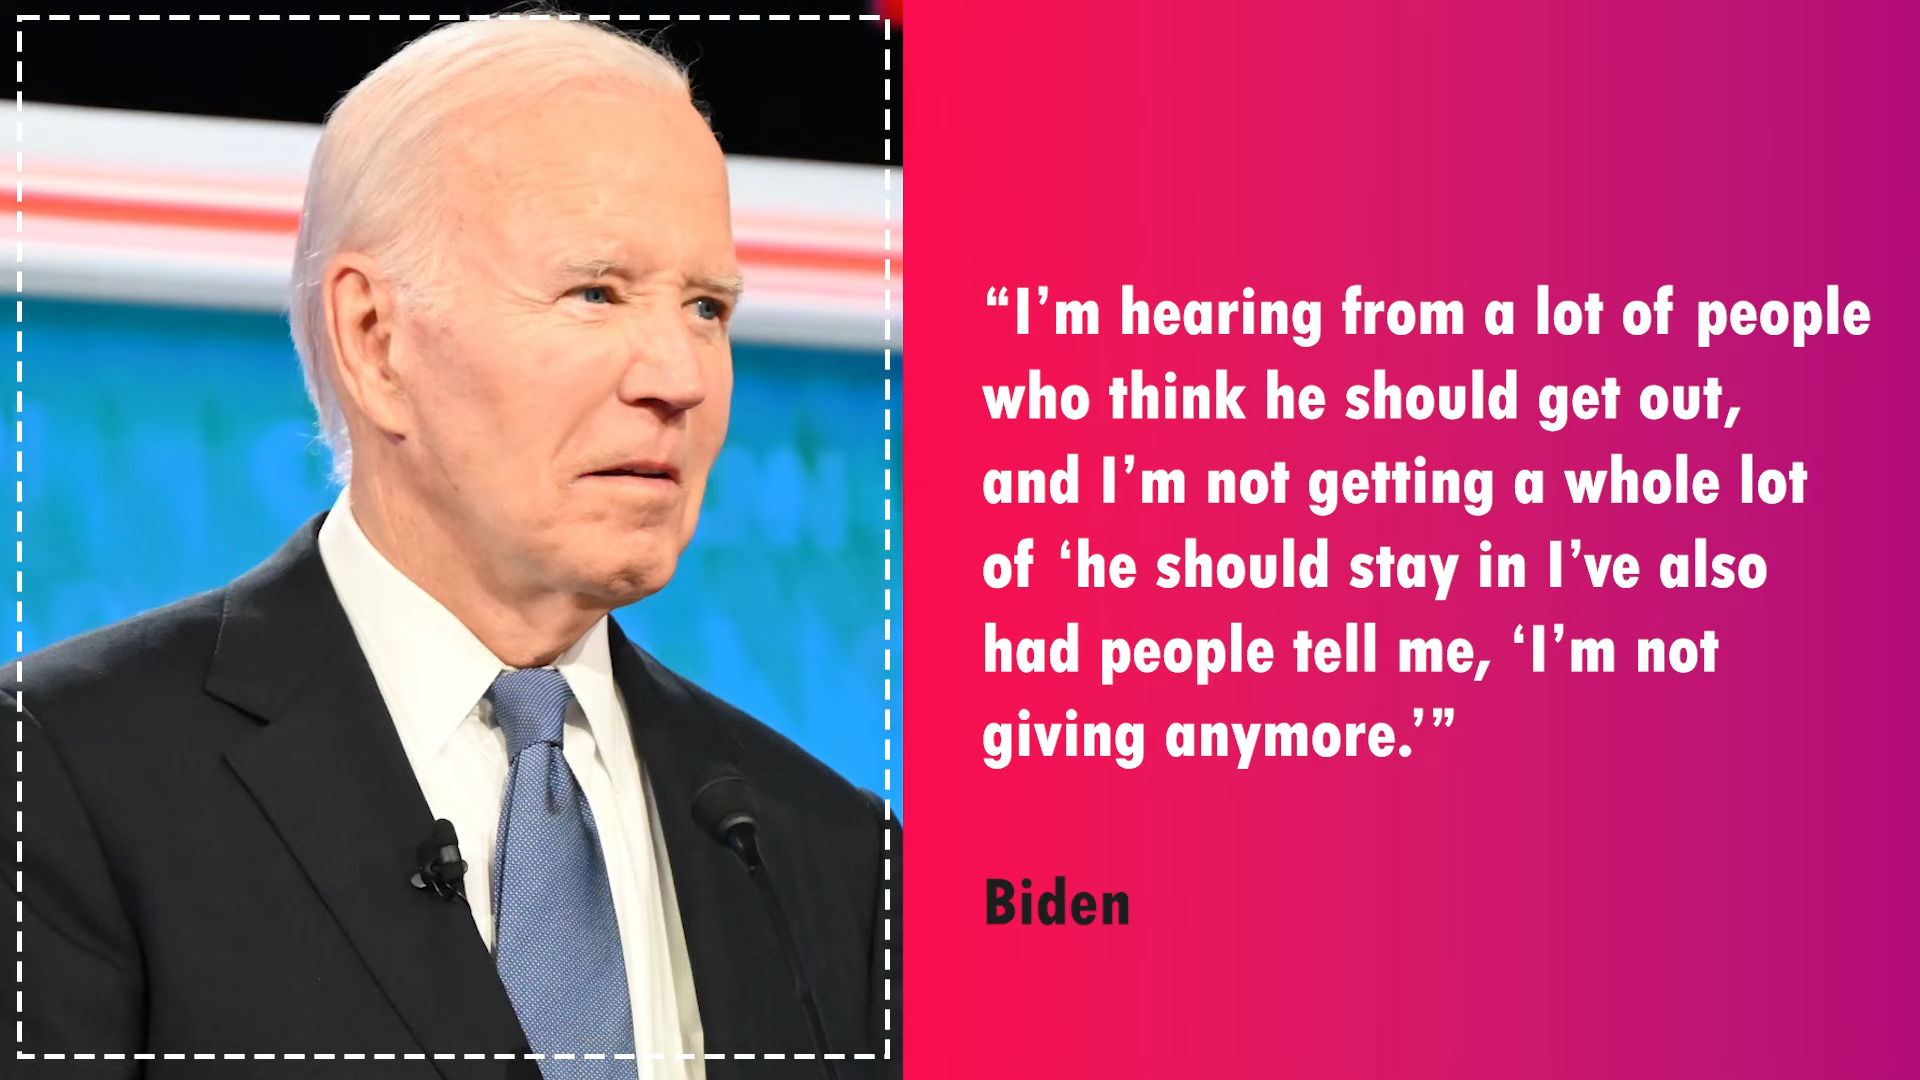 “I’m hearing from a lot of people
who think he should get out,
and I’m not getting a whole lot
of ‘he should stay in I’ve also
had people tell me, ‘I’m not
giving anymore.’”
Biden